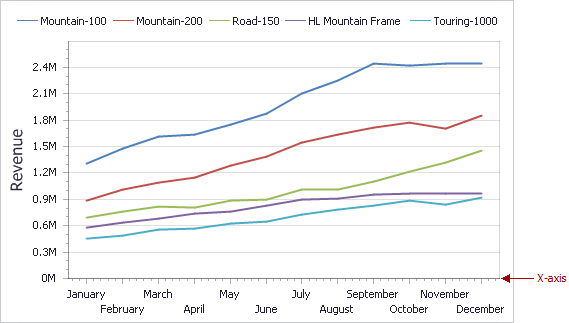 Mountain-100 Mountain-200 Road-150 HL Mountain Frame Touring-1000
2.4M
2.1M
1.8M
1.5M
1.2M
0.9M
0.6M
0.3M
0M
Revenue
X-axis
January March May July September November
February April June August October December